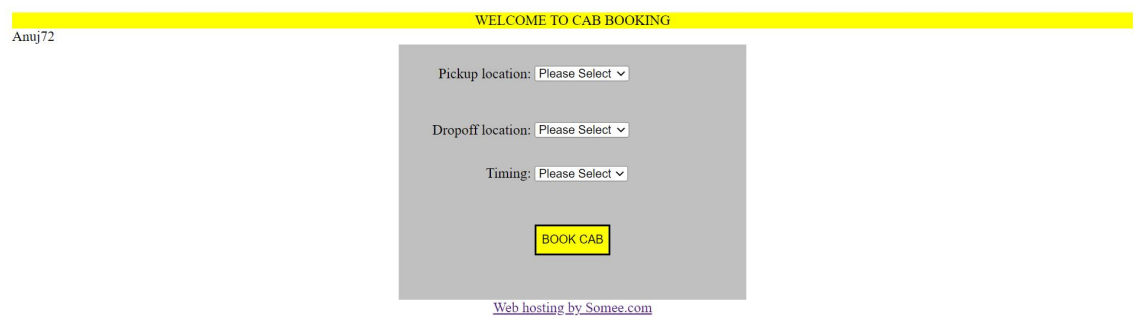 WELCOME TO CAB BOOKING
Anuj72
Pickup location: Please Select
Dropoff location: Please Select
Timing: Please Select
BOOK CAB
Web hosting by Somee.com